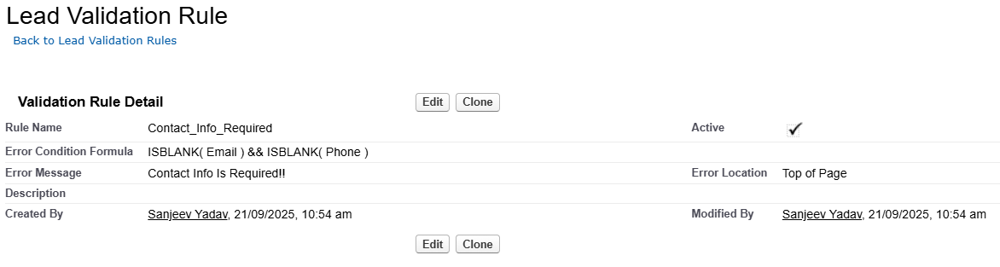 Lead Validation Rule
Back to Lead Validation Rules
Validation Rule Detail Edit Clone
Rule Name Contact_Info_Required Active
Error Condition Formula ISBLANK( Email ) && ISBLANK( Phone )
Error Message Contact Info Is Required!! Error Location Top of Page
Description
Created By Sanjeev Yadav, 21/09/2025, 10:54 am Modified By Sanjeev Yadav, 21/09/2025, 10:54 am
Edit Clone